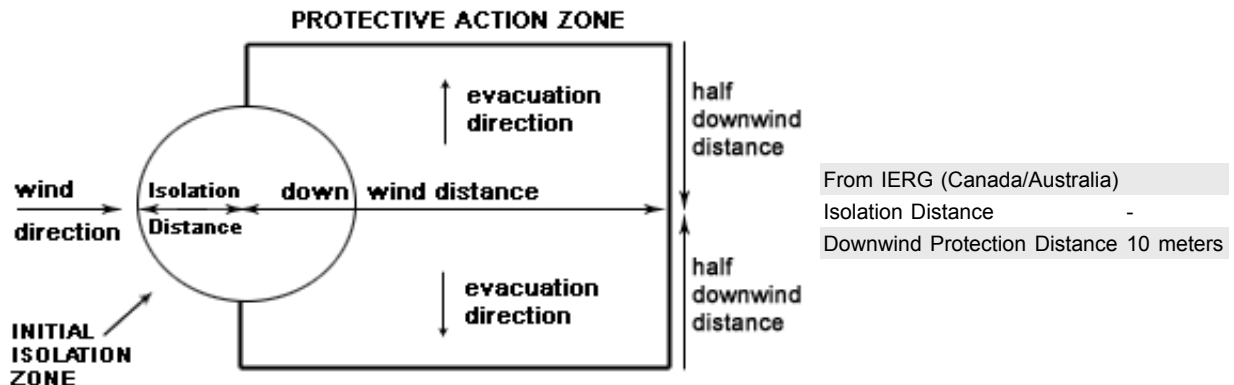 PROTECTIVE ACTION ZONE
evacuation
direction
half
downwind
distance
wind
direction
Isolation
Distance
down wind distance
evacuation
direction
half
downwind
distance
INITIAL
ISOLATION
ZONE
From IERG (Canada/Australia)
Isolation Distance -
Downwind Protection Distance 10 meters